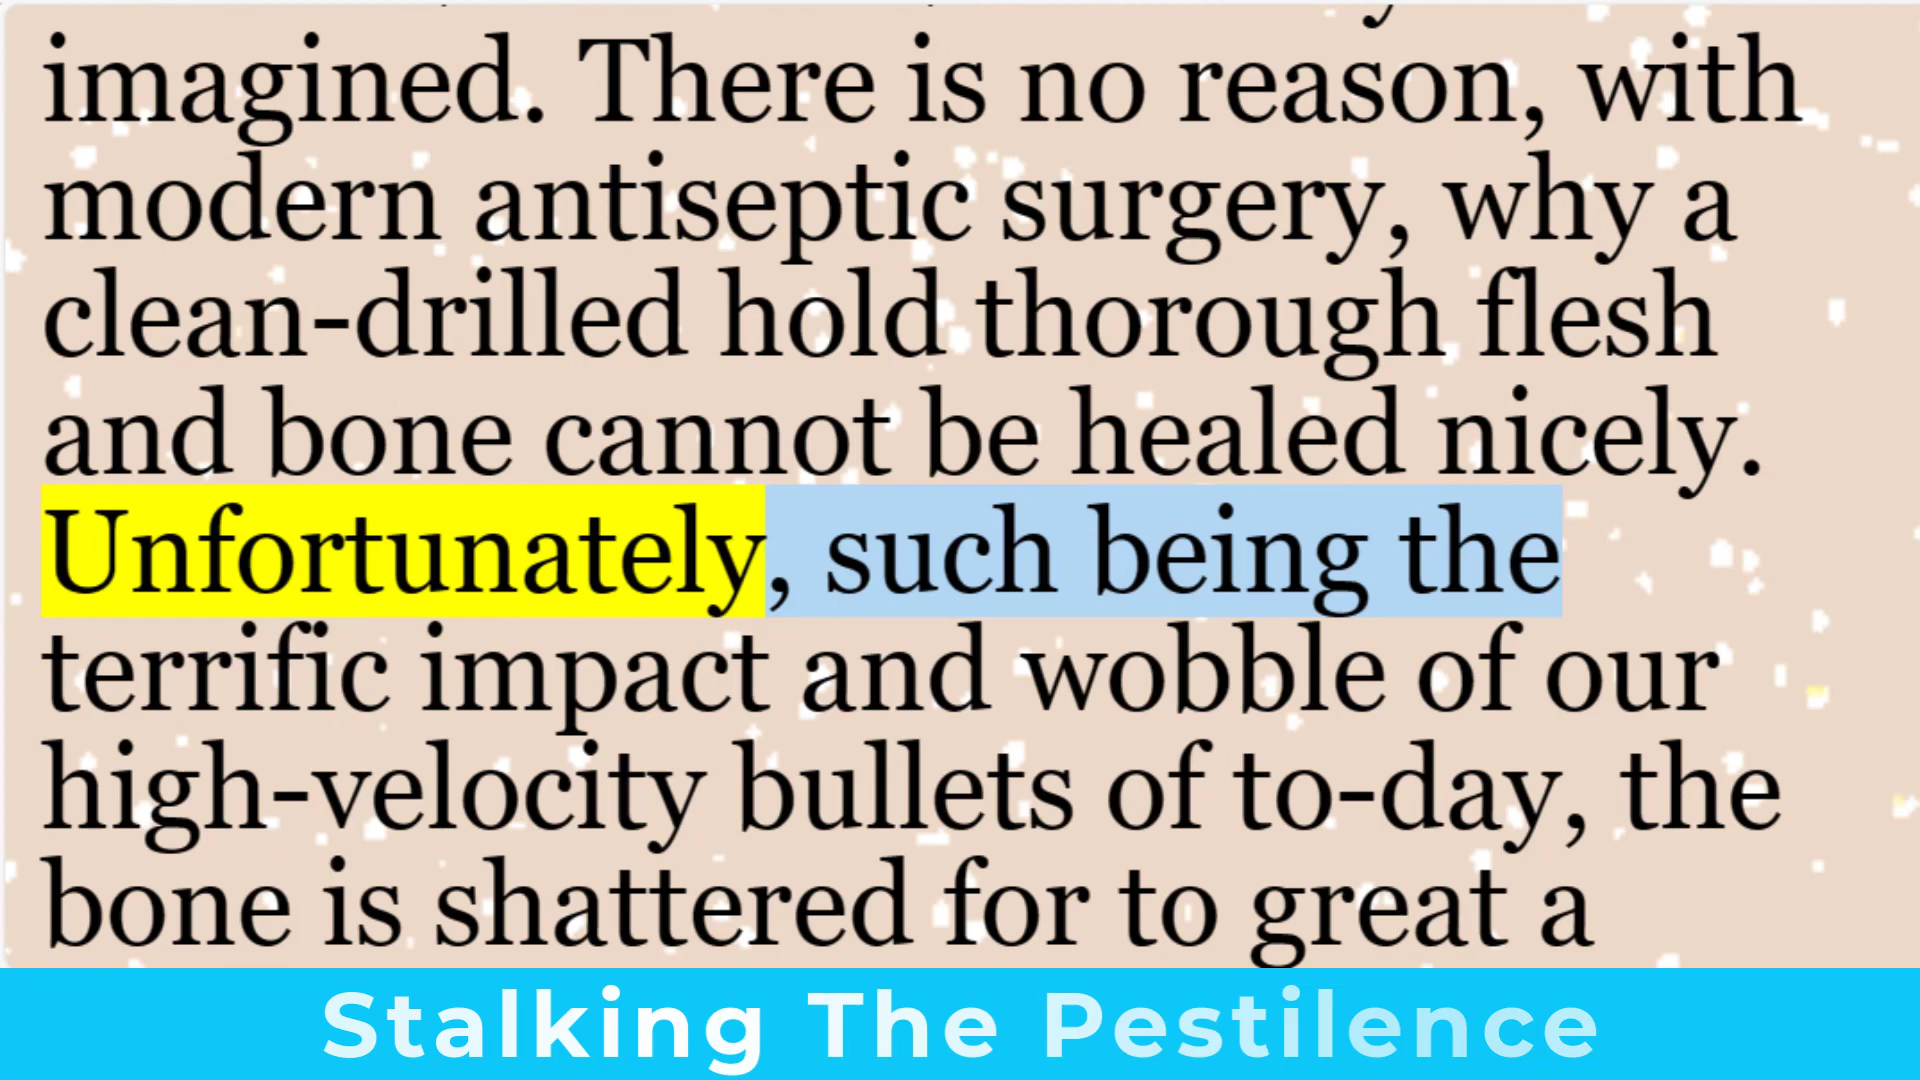 imagined. There is no reason, with
modern antiseptic surgery, why a
clean-drilled hold thorough flesh
and bone cannot be healed nicely.
Unfortunately, such being the
terrific impact and wobble of our
high-velocity bullets of to-day, the
bone is shattered for to great a
Stalking The Pestilence